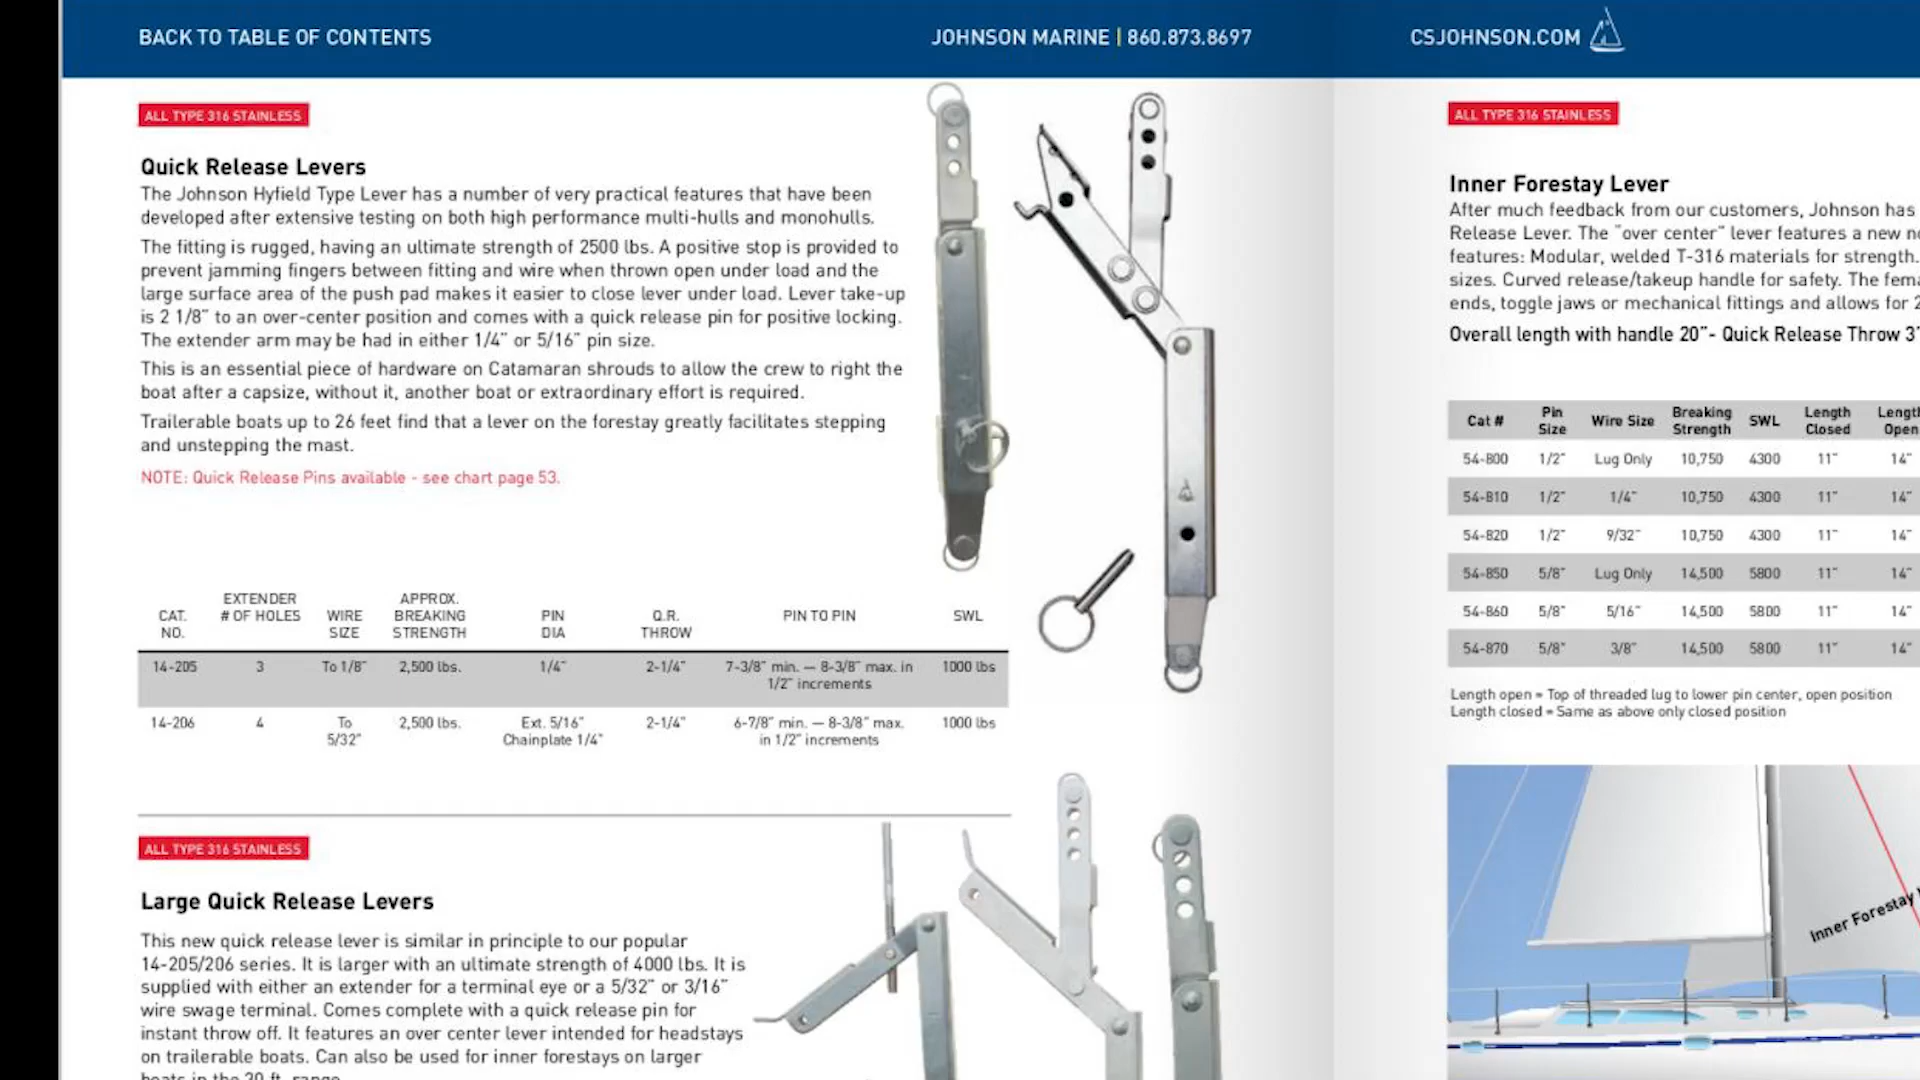 BACK TO TABLE OF CONTENTS
JOHNSON MARINE | 860.873.8697
CSJOHNSON.COM
ALL TYPE 316 STAINLESS
Quick Release Levers
The Johnson Hyfield Type Lever has a number of very practical features that have been
developed after extensive testing on both high performance multi-hulls and monohulls.
The fitting is rugged, having an ultimate strength of 2500 lbs. A positive stop is provided to
prevent jamming fingers between fitting and wire when thrown open under load and the
large surface area of the push pad makes it easier to close lever under load. Lever take-up
is 2 1/8" to an over-center position and comes with a quick release pin for positive locking.
The extender arm may be had in either 1/4" or 5/16" pin size.
This is an essential piece of hardware on Catamaran shrouds to allow the crew to right the
boat after a capsize, without it, another boat or extraordinary effort is required.
Trailerable boats up to 26 feet find that a lever on the forestay greatly facilitates stepping
and unstepping the mast.
NOTE: Quick Release Pins available - see chart page 53.
CAT. NO. EXTENDER # OF HOLES WIRE SIZE APPROX. BREAKING STRENGTH PIN DIA Q.R. THROW PIN TO PIN SWL
14-205 3 To 1/8" 2,500 lbs. 1/4" 2-1/4" 7-3/8" min. — 8-3/8" max. in 1/2" increments 1000 lbs
14-206 4 To 5/32" 2,500 lbs. Ext. 5/16" Chainplate 1/4" 2-1/4" 6-7/8" min. — 8-3/8" max. in 1/2" increments 1000 lbs
ALL TYPE 316 STAINLESS
Large Quick Release Levers
This new quick release lever is similar in principle to our popular
14-205/206 series. It is larger with an ultimate strength of 4000 lbs. It is
supplied with either an extender for a terminal eye or a 5/32" or 3/16"
wire swage terminal. Comes complete with a quick release pin for
instant throw off. It features an over center lever intended for headstays
on trailerable boats. Can also be used for inner forestays on larger
boats in the 30 ft. range.
ALL TYPE 316 STAINLESS
Inner Forestay Lever
After much feedback from our customers, Johnson has
Release Lever. The "over center" lever features a new
features: Modular, welded T-316 materials for strength.
sizes. Curved release/takeup handle for safety. The
ends, toggle jaws or mechanical fittings and allows for
Overall length with handle 20"- Quick Release Throw 3"
Cat # Pin Size Wire Size Breaking Strength SWL Length Closed Length Open
54-800 1/2" Lug Only 10,750 4300 11" 14"
54-810 1/2" 1/4" 10,750 4300 11" 14"
54-820 1/2" 9/32" 10,750 4300 11" 14"
54-850 5/8" Lug Only 14,500 5800 11" 14"
54-860 5/8" 5/16" 14,500 5800 11" 14"
54-870 5/8" 3/8" 14,500 5800 11" 14"
Length open = Top of threaded lug to lower pin center, open position
Length closed = Same as above only closed position
Inner Forestay